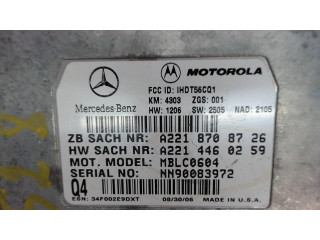 MOTOROLA
Mercedes-Benz
FCC ID: IHDT56CQ1
KM: 4303 ZGS: 001
HW: 1206 SW: 2505 NAD: 2105
ZB SACH NR: A221 870 87 26
HW SACH NR: A221 446 02 59
MOT. MODEL: MBLC0604
SERIAL NO: NN90083972
Q4
ESN: 34F002E9DXT 08/30/06 MADE IN U.S.A.